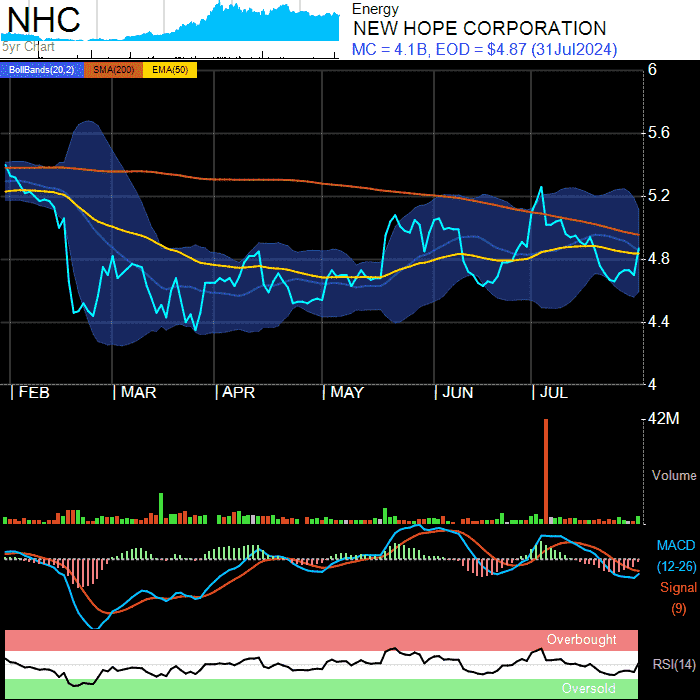 NHC
5yr Chart
Energy
NEW HOPE CORPORATION
MC = 4.1B, EOD = $4.87 (31Jul2024)
BollBands(20,2) SMA(200) EMA(50)
6
5.6
5.2
4.8
4.4
4
FEB MAR APR MAY JUN JUL
42M
Volume
MACD
(12-26)
Signal
(9)
Overbought
RSI(14)
Oversold